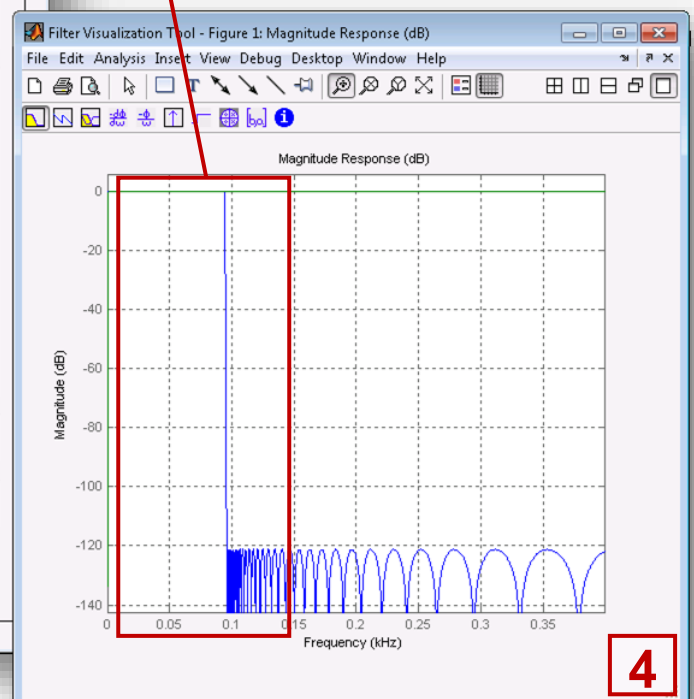 Filter Visualization Tool - Figure 1: Magnitude Response (dB)
File Edit Analysis Insert View Debug Desktop Window Help
Magnitude Response (dB)
0
-20
-40
-60
-80
-100
-120
-140
Magnitude (dB)
0 0.05 0.1 0.15 0.2 0.25 0.3 0.35
Frequency (kHz)
4